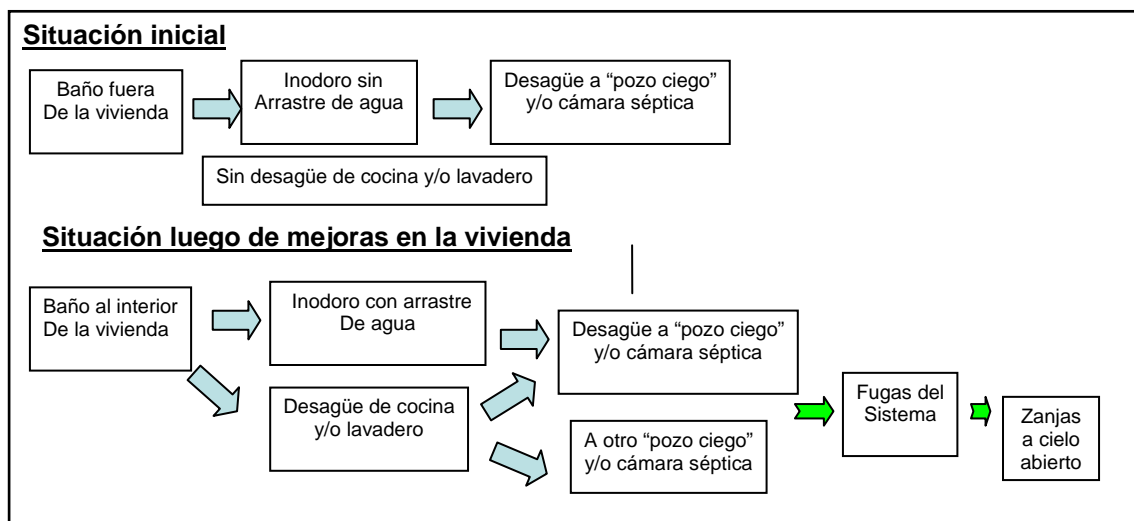 Situación inicial
Baño fuera
De la vivienda
Inodoro sin
Arrastre de agua
Desagüe a “pozo ciego”
y/o cámara séptica
Sin desagüe de cocina y/o lavadero
Situación luego de mejoras en la vivienda
Baño al interior
De la vivienda
Inodoro con arrastre
De agua
Desagüe a “pozo ciego”
y/o cámara séptica
Desagüe de cocina
y/o lavadero
A otro “pozo ciego”
y/o cámara séptica
Fugas del
Sistema
Zanjas
a cielo
abierto